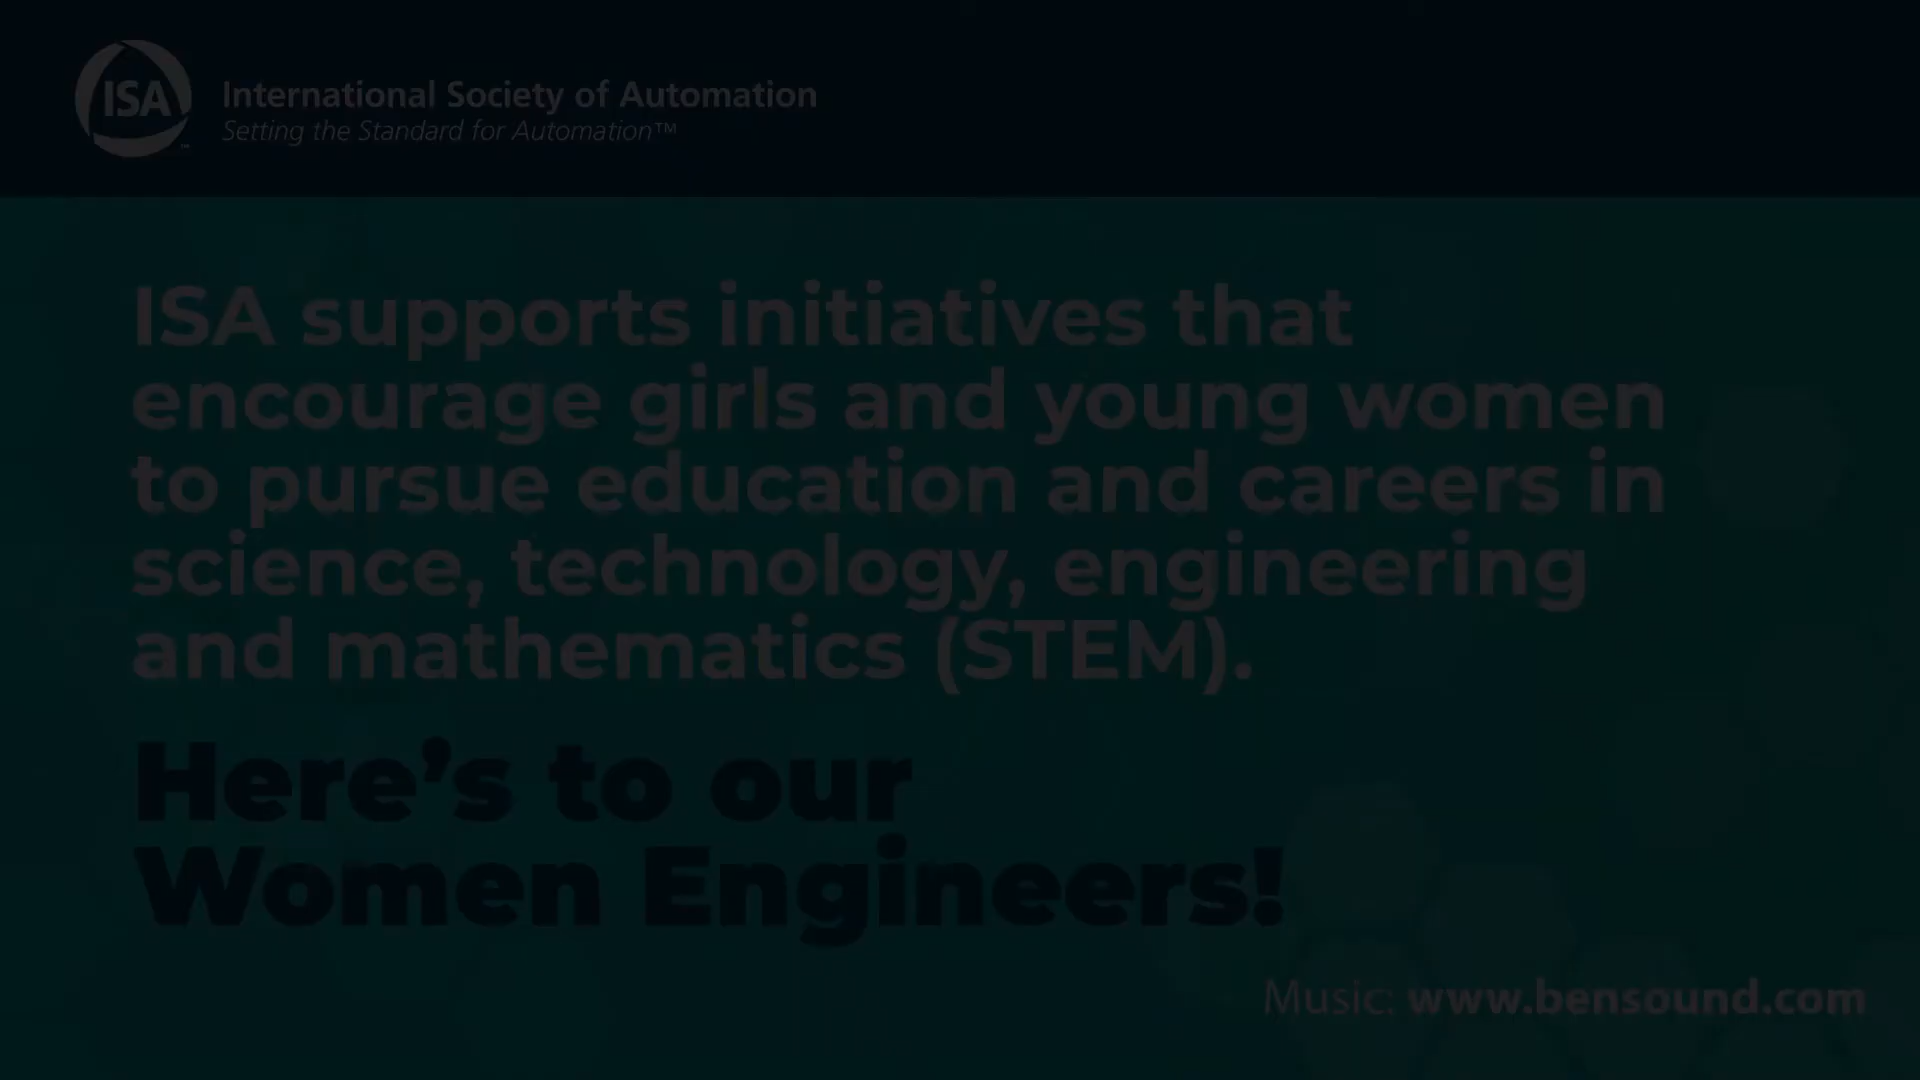 ISA
International Society of Automation
Setting the Standard for Automation™
ISA supports initiatives that
encourage girls and young women
to pursue education and careers in
science, technology, engineering
and mathematics (STEM).
Here’s to our
Women Engineers!
Music: www.bensound.com